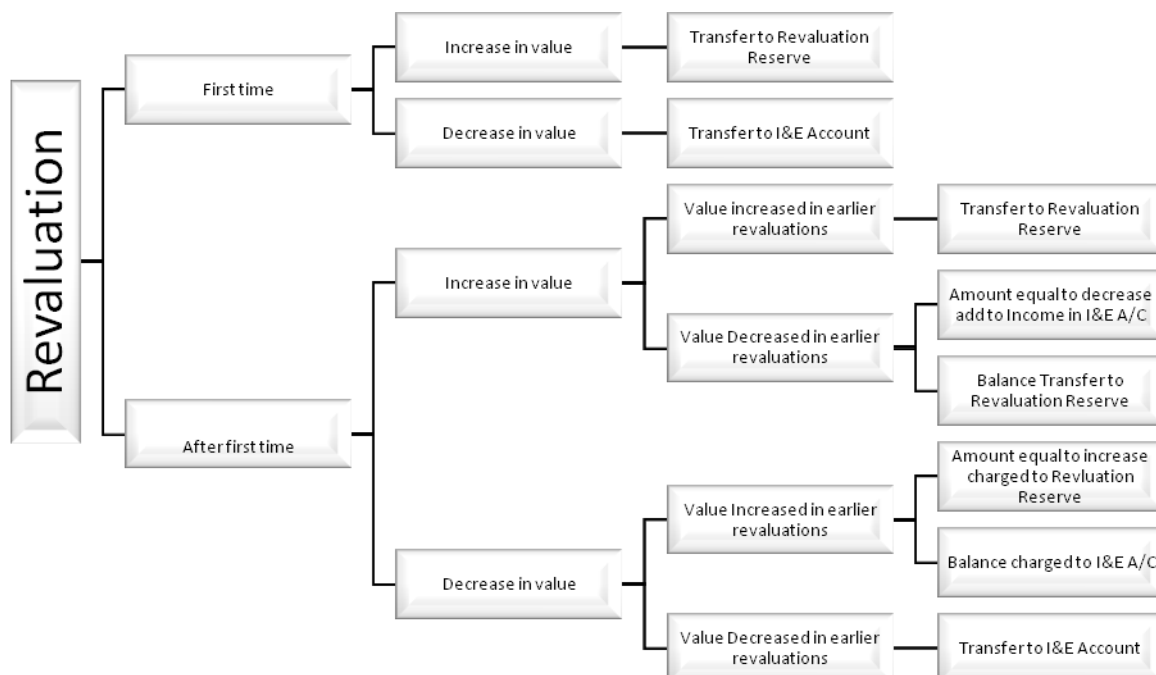 Revaluation
First time
Increase in value
Transfer to Revaluation
Reserve
Decrease in value
Transfer to I&E Account
After first time
Increase in value
Value increased in earlier
revaluations
Transfer to Revaluation
Reserve
Value Decreased in earlier
revaluations
Amount equal to decrease
add to Income in I&E A/C
Balance Transfer to
Revaluation Reserve
Decrease in value
Value Increased in earlier
revaluations
Amount equal to increase
charged to Revluation
Reserve
Balance charged to I&E A/C
Value Decreased in earlier
revaluations
Transfer to I&E Account